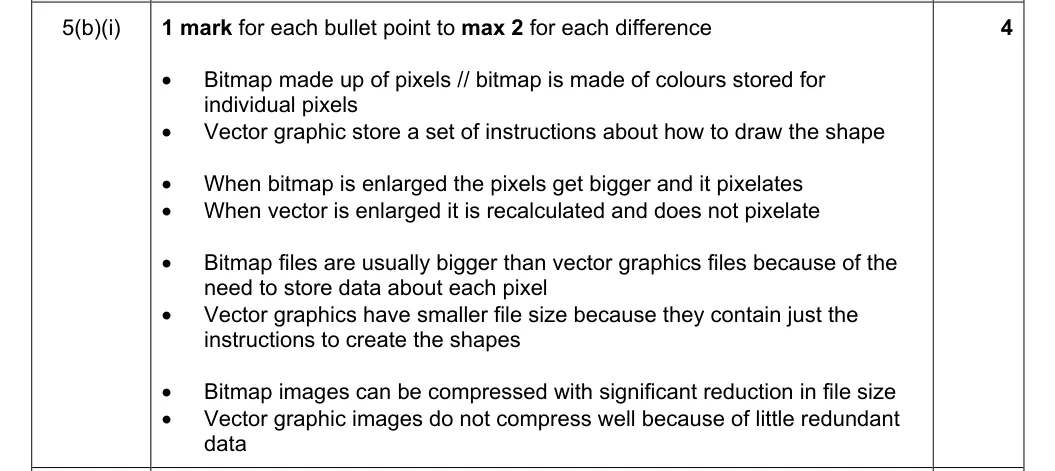 5(b)(i) 1 mark for each bullet point to max 2 for each difference 4
• Bitmap made up of pixels // bitmap is made of colours stored for
individual pixels
• Vector graphic store a set of instructions about how to draw the shape
• When bitmap is enlarged the pixels get bigger and it pixelates
• When vector is enlarged it is recalculated and does not pixelate
• Bitmap files are usually bigger than vector graphics files because of the
need to store data about each pixel
• Vector graphics have smaller file size because they contain just the
instructions to create the shapes
• Bitmap images can be compressed with significant reduction in file size
• Vector graphic images do not compress well because of little redundant
data